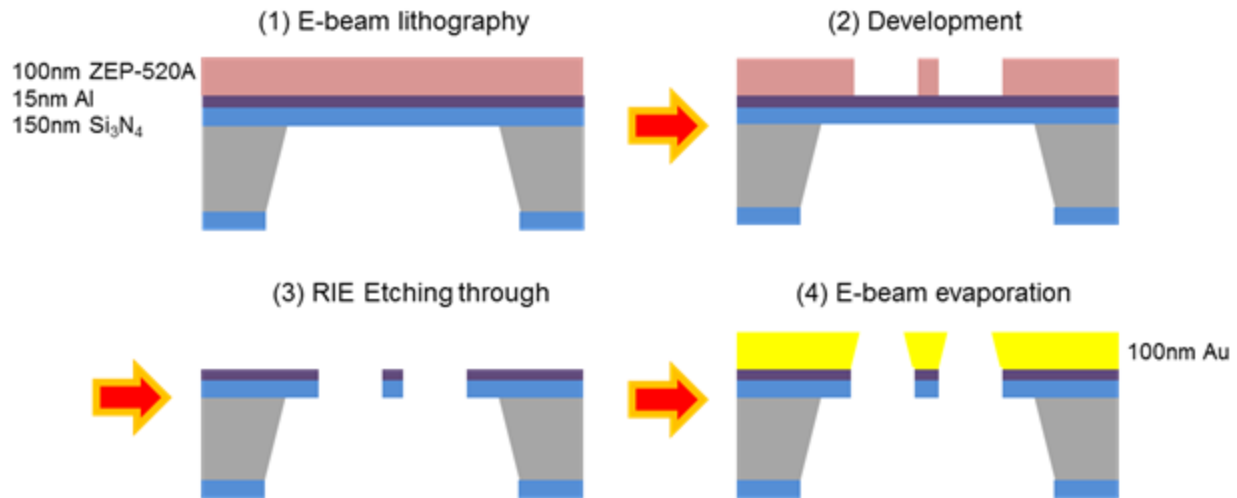 (1) E-beam lithography
(2) Development
100nm ZEP-520A
15nm Al
150nm Si₃N₄
(3) RIE Etching through
(4) E-beam evaporation
100nm Au